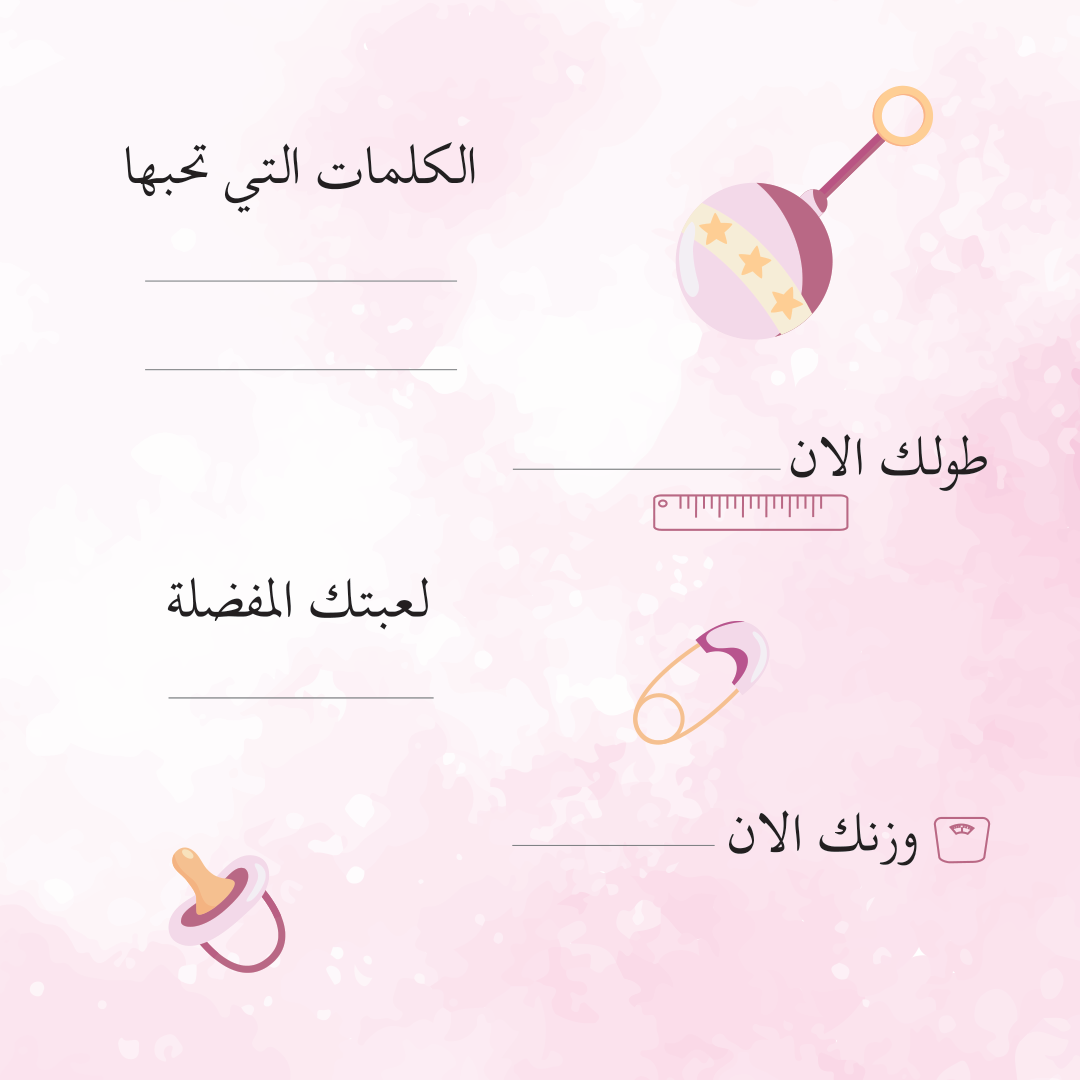 الكلمات التي تحبها
طولك الان
لعبتك المفضلة
وزنك الان